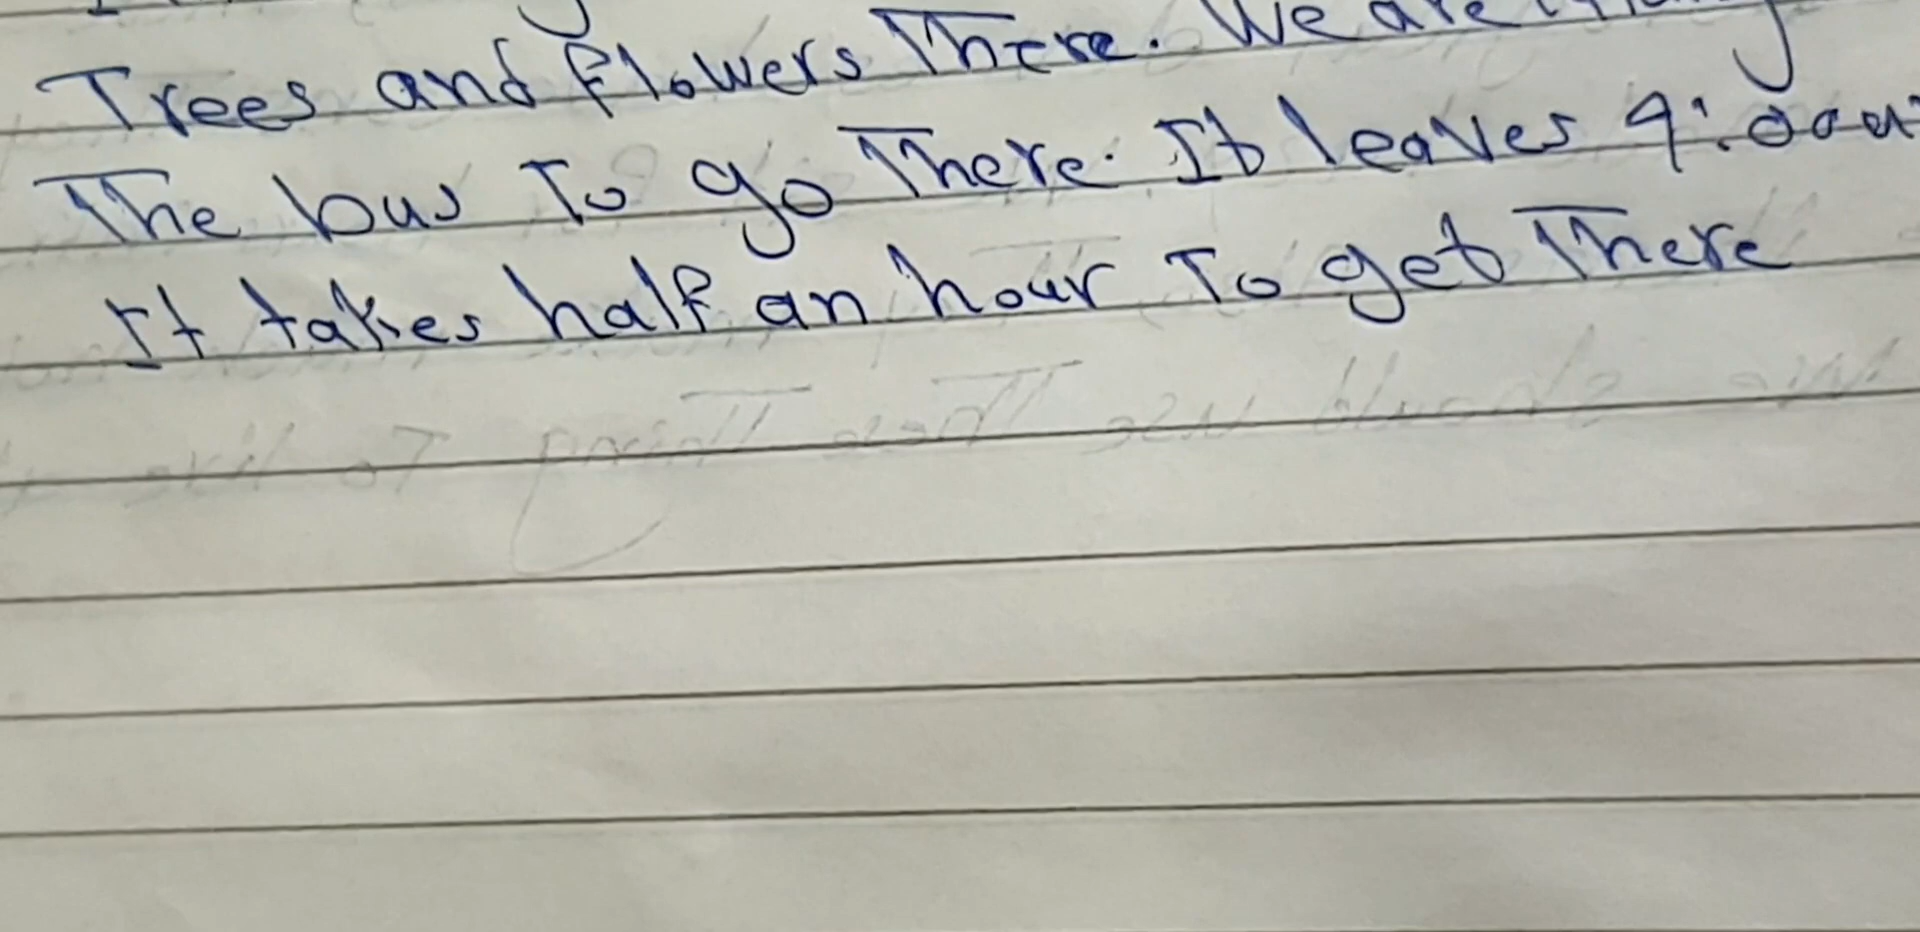 Trees and flowers There. We are
The bus To go There. It leaves 9:00
It takes half an hour To get There